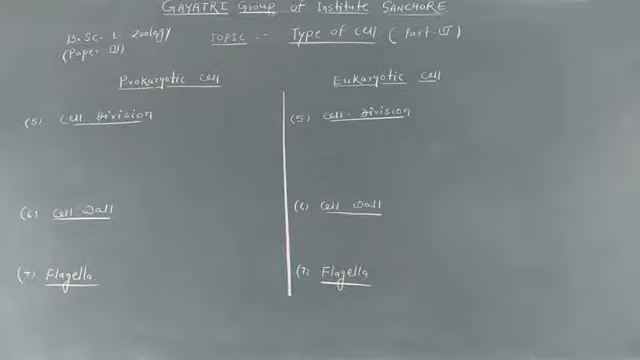 GAYATRI Group of Institute SANCHORE
B.Sc. I Zoology
(Paper III)
TOPIC :- Type of cell (Part-III)
Prokaryotic Cell
Eukaryotic Cell
(5) Cell Division
(5) Cell Division
(6) Cell Wall
(6) Cell Wall
(7) Flagella
(7) Flagella